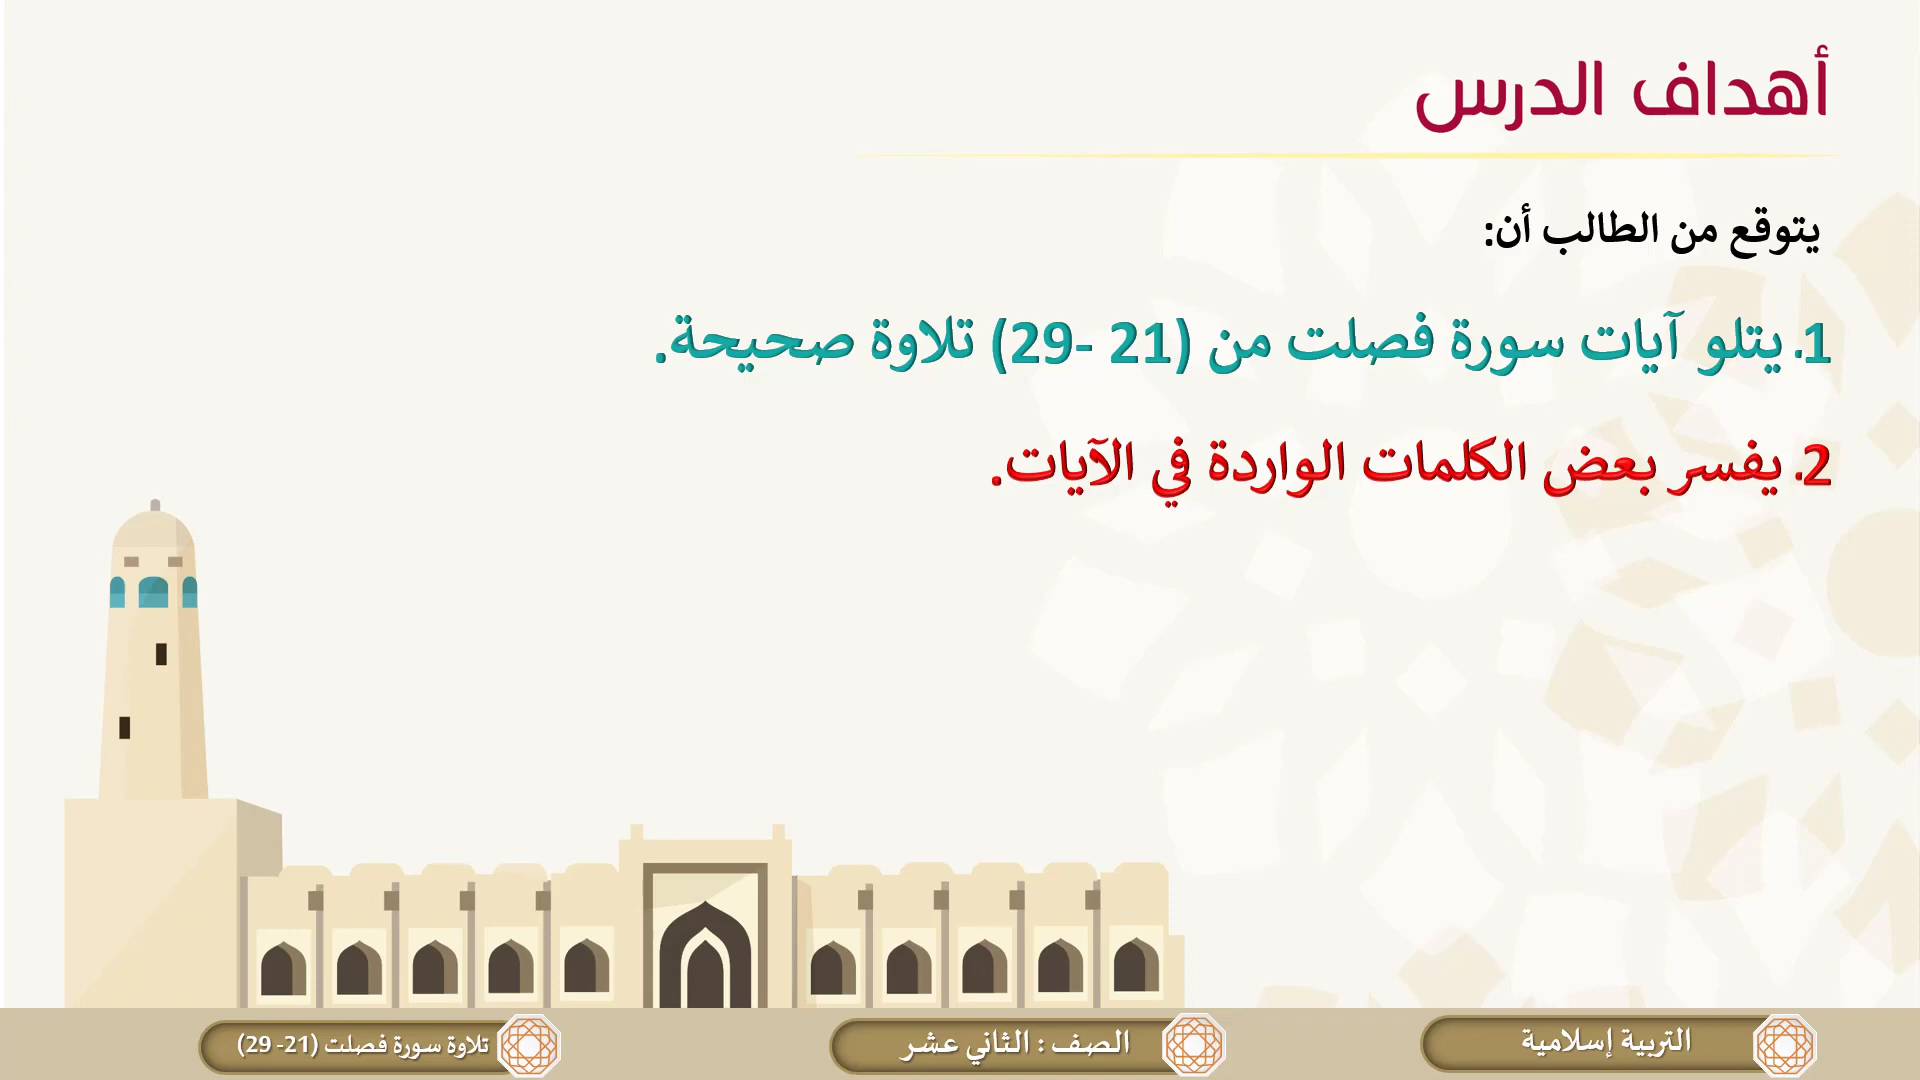 أهداف الدرس
يتوقع من الطالب أن:
1. يتلو آيات سورة فصلت من (21 -29) تلاوة صحيحة.
2. يفسر بعض الكلمات الواردة في الآيات.
التربية إسلامية
الصف : الثاني عشر
تلاوة سورة فصلت (21- 29)